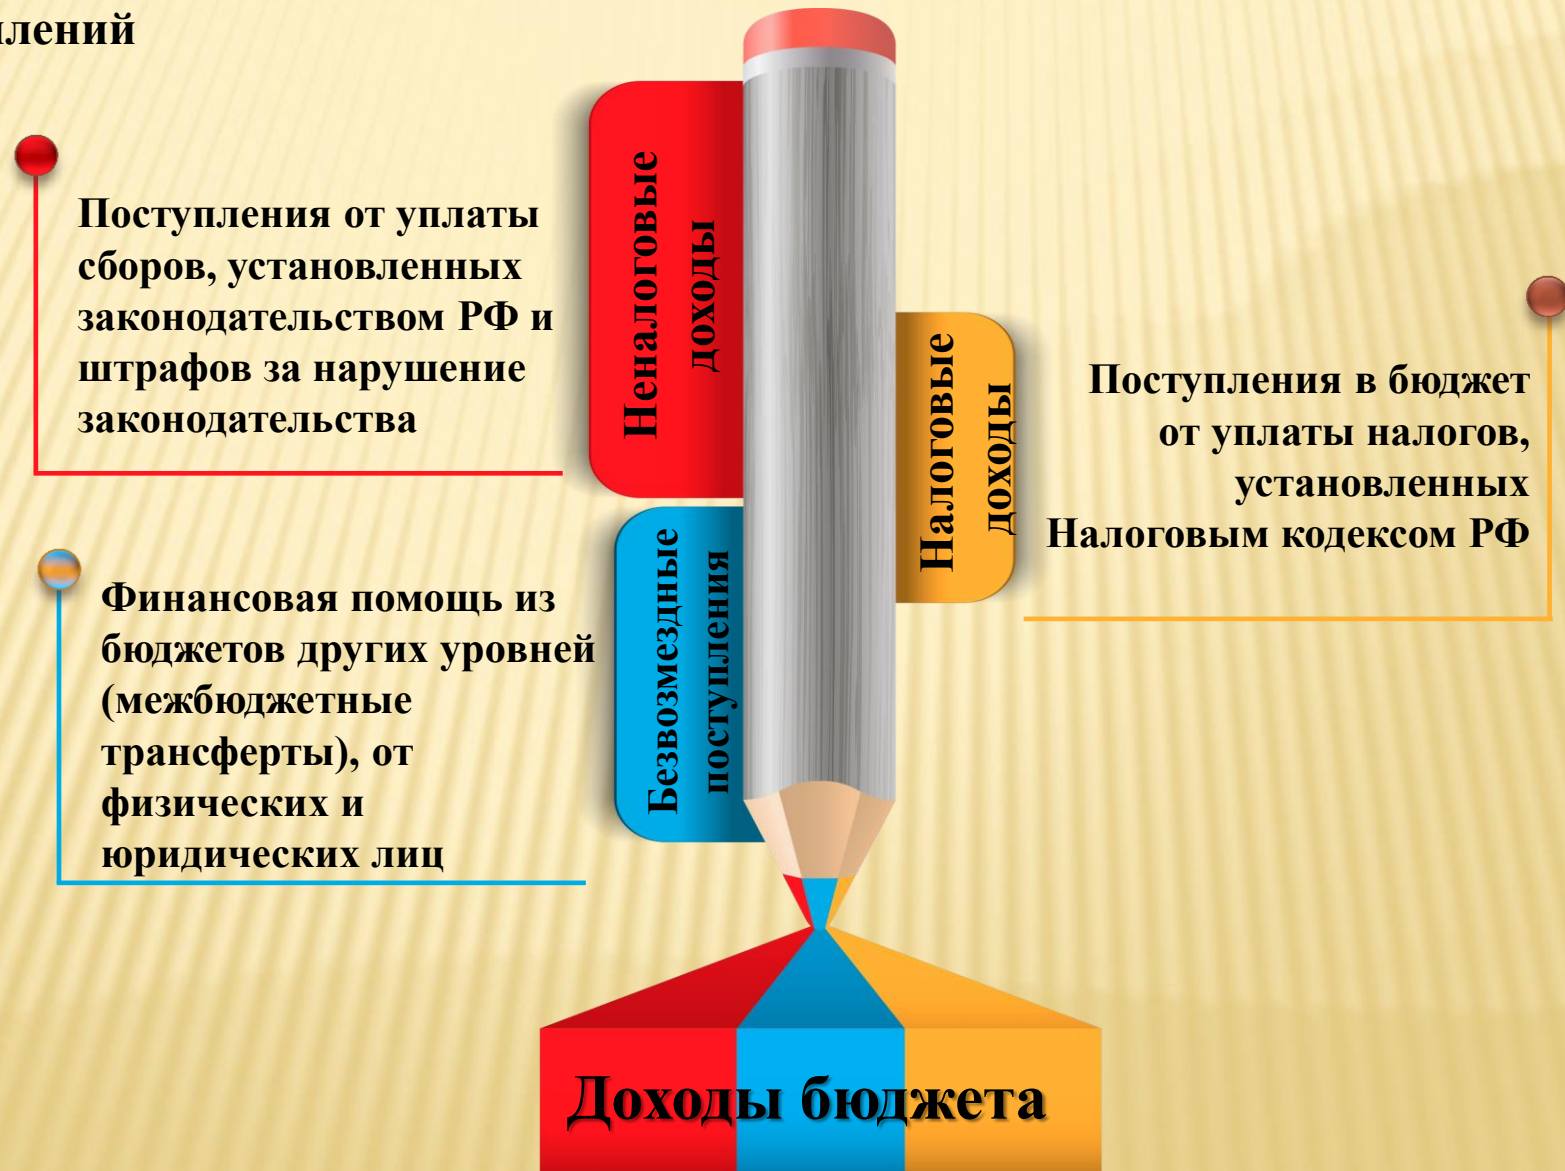 Поступления от уплаты
сборов, установленных
законодательством РФ и
штрафов за нарушение
законодательства
Неналоговые
доходы
Налоговые
доходы
Поступления в бюджет
от уплаты налогов,
установленных
Налоговым кодексом РФ
Финансовая помощь из
бюджетов других уровней
(межбюджетные
трансферты), от
физических и
юридических лиц
Безвозмездные
поступления
Доходы бюджета